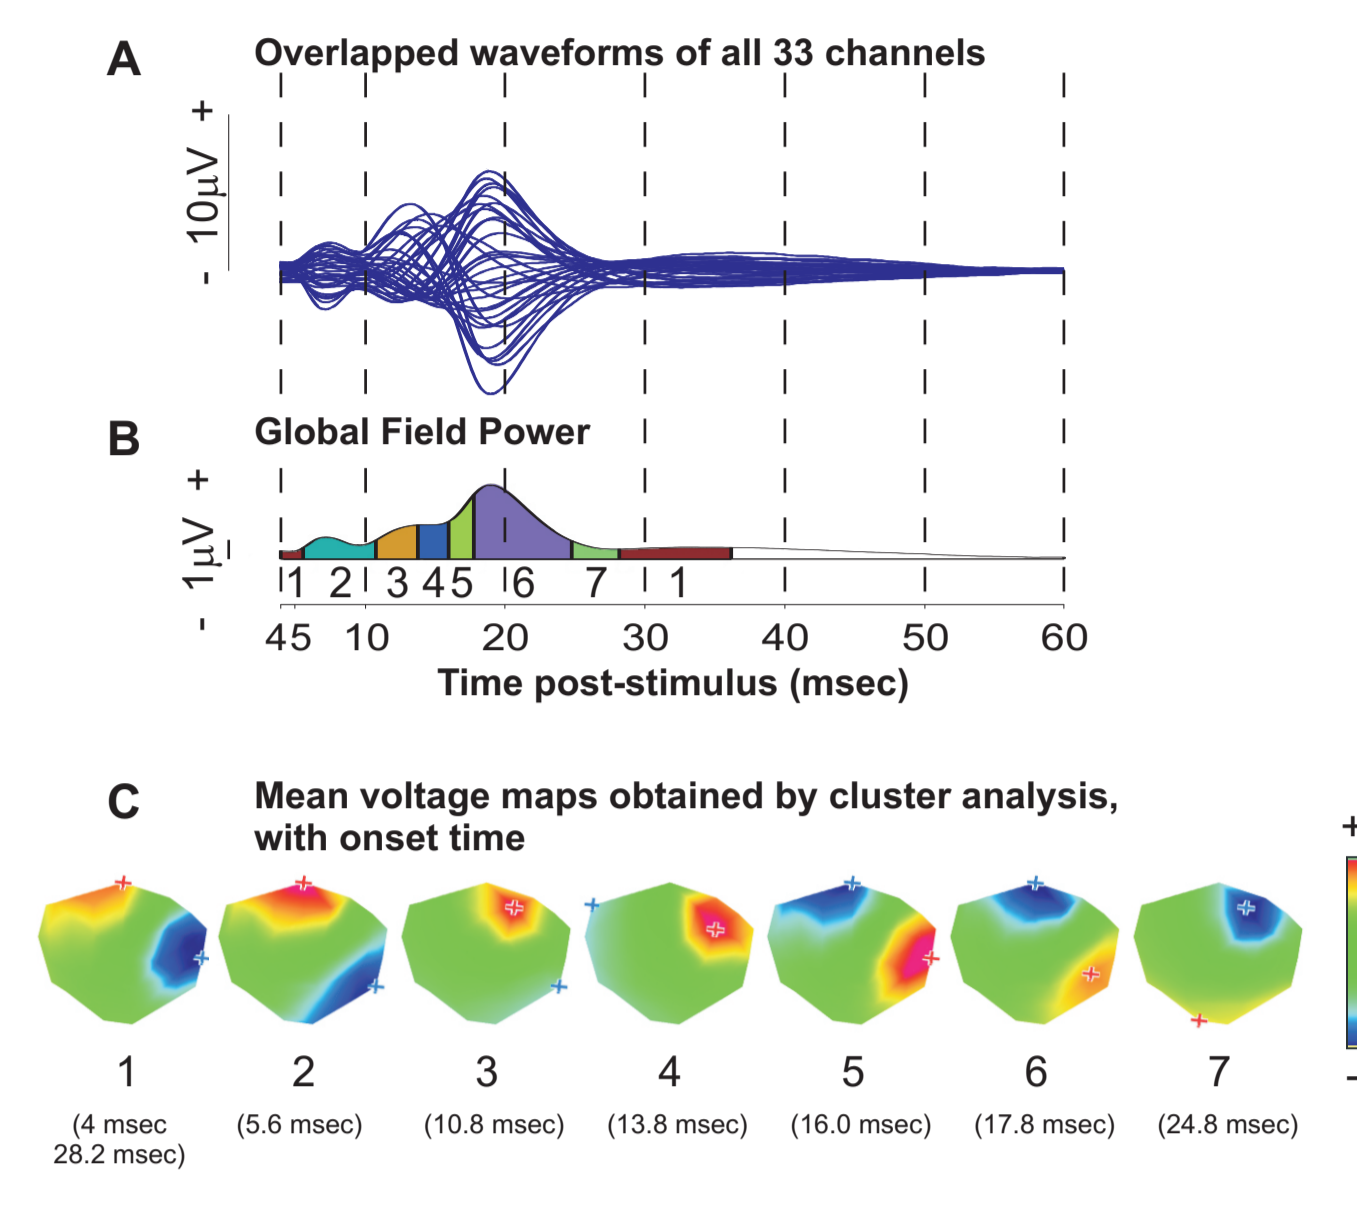 A
Overlapped waveforms of all 33 channels
- 10μV +
B
Global Field Power
- 1μV +
1 2 3 4 5 6 7 1
4 5 10 20 30 40 50 60
Time post-stimulus (msec)
C
Mean voltage maps obtained by cluster analysis,
with onset time
+
-
1 2 3 4 5 6 7
(4 msec (5.6 msec) (10.8 msec) (13.8 msec) (16.0 msec) (17.8 msec) (24.8 msec)
28.2 msec)